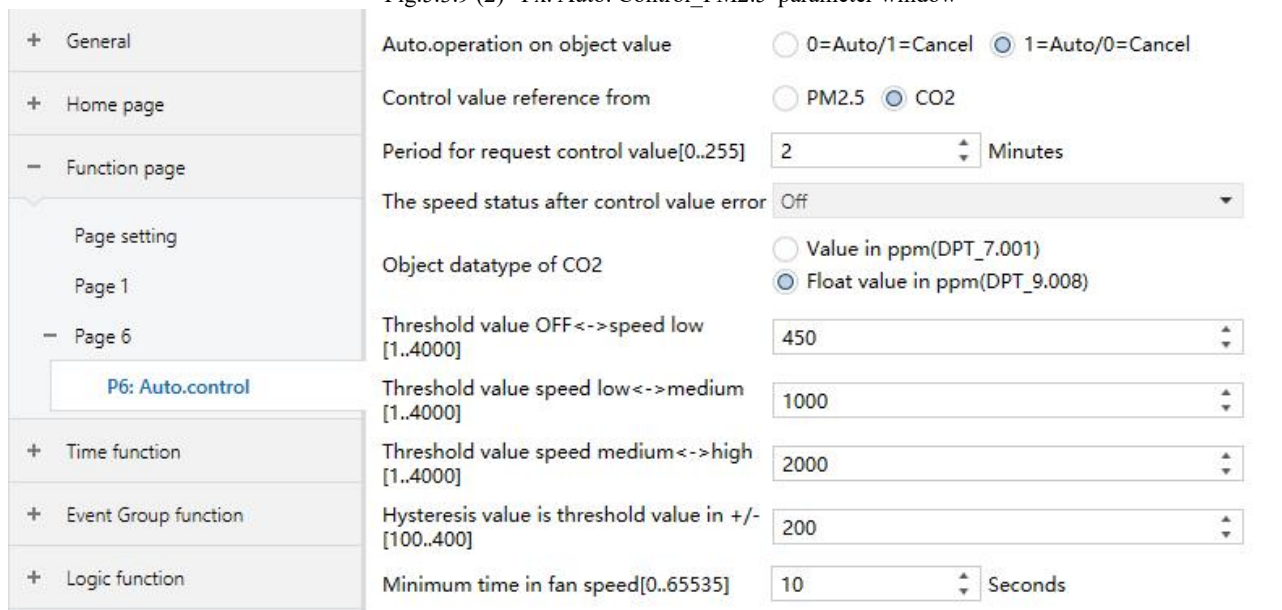 Fig.5.5.9 (2) "Px: Auto. Control_PM2.5" parameter window
+ General
+ Home page
− Function page
Page setting
Page 1
− Page 6
P6: Auto.control
+ Time function
+ Event Group function
+ Logic function
Auto.operation on object value 0=Auto/1=Cancel 1=Auto/0=Cancel
Control value reference from PM2.5 CO2
Period for request control value[0..255] 2 Minutes
The speed status after control value error Off
Object datatype of CO2
Value in ppm(DPT_7.001)
Float value in ppm(DPT_9.008)
Threshold value OFF<->speed low
[1..4000]
450
Threshold value speed low<->medium
[1..4000]
1000
Threshold value speed medium<->high
[1..4000]
2000
Hysteresis value is threshold value in +/-
[100..400]
200
Minimum time in fan speed[0..65535] 10 Seconds